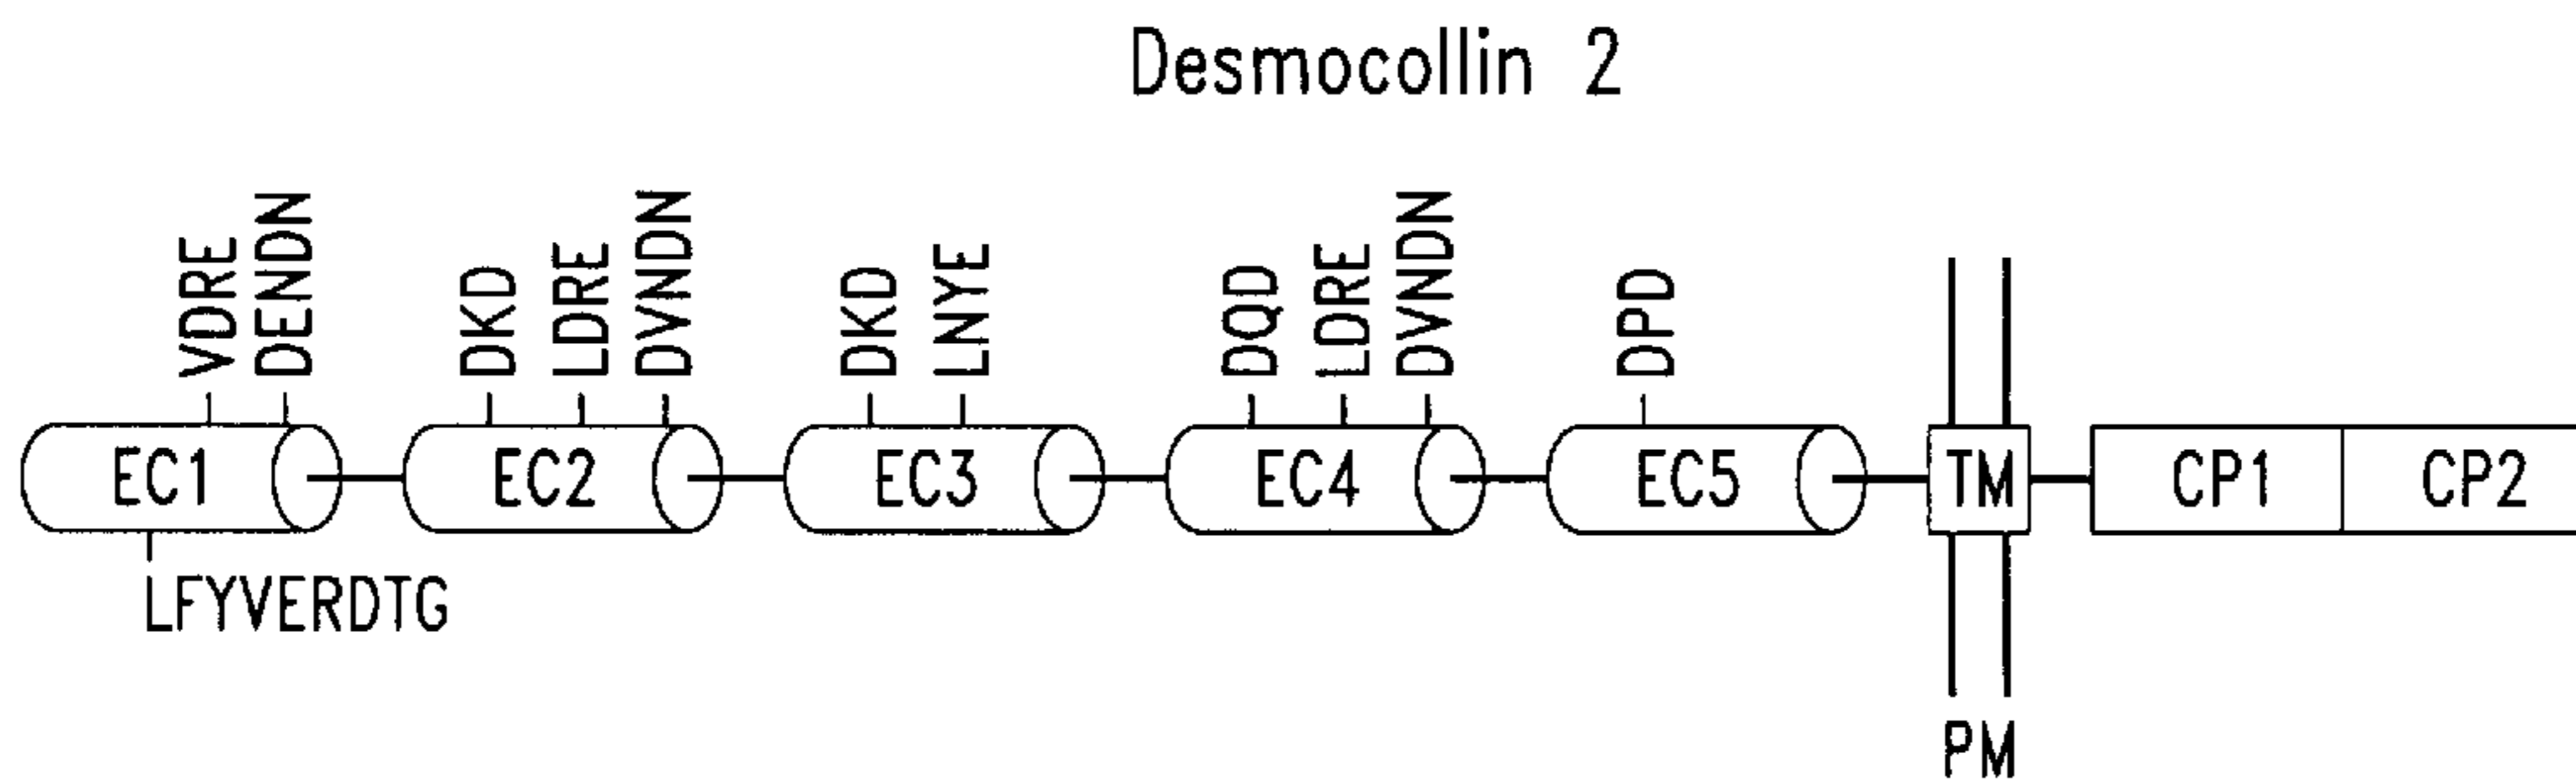 Desmocollin 2
VDRE
DENDN
DKD
LDRE
DVNDN
DKD
LNYE
DQD
LDRE
DVNDN
DPD
EC1
EC2
EC3
EC4
EC5
TM
CP1
CP2
LFYVERDTG
PM